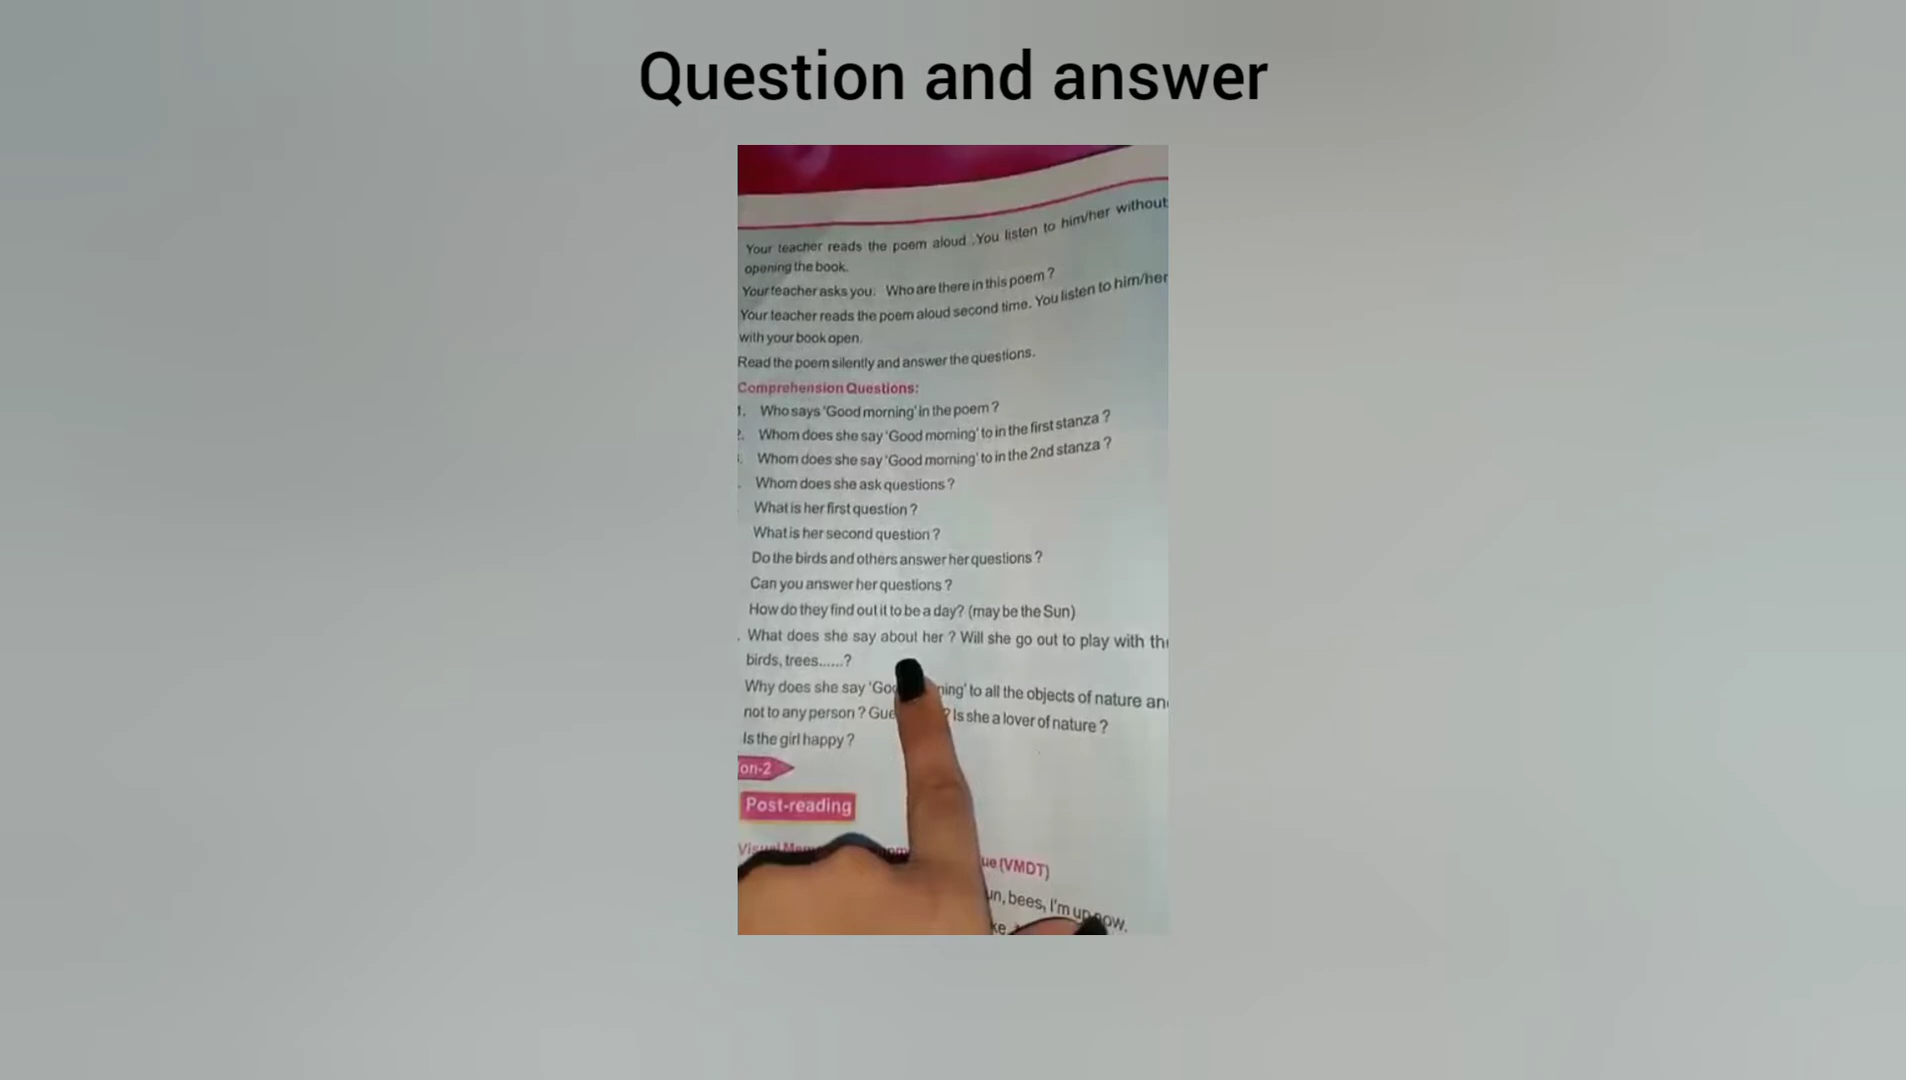 Question and answer
Your teacher reads the poem aloud .You listen to him/her without
opening the book.
Your teacher asks you: Who are there in this poem ?
Your teacher reads the poem aloud second time. You listen to him/her
with your book open.
Read the poem silently and answer the questions.
Comprehension Questions:
1. Who says 'Good morning' in the poem ?
Whom does she say 'Good morning' to in the first stanza ?
Whom does she say 'Good morning' to in the 2nd stanza ?
Whom does she ask questions ?
What is her first question ?
What is her second question ?
Do the birds and others answer her questions ?
Can you answer her questions ?
How do they find out it to be a day? (may be the Sun)
What does she say about her ? Will she go out to play with
birds, trees......?
Why does she say to all the objects of nature
not to any person ? Is she a lover of nature ?
Is the girl happy ?
Post-reading
(VMDT)
bees, I'm up now.